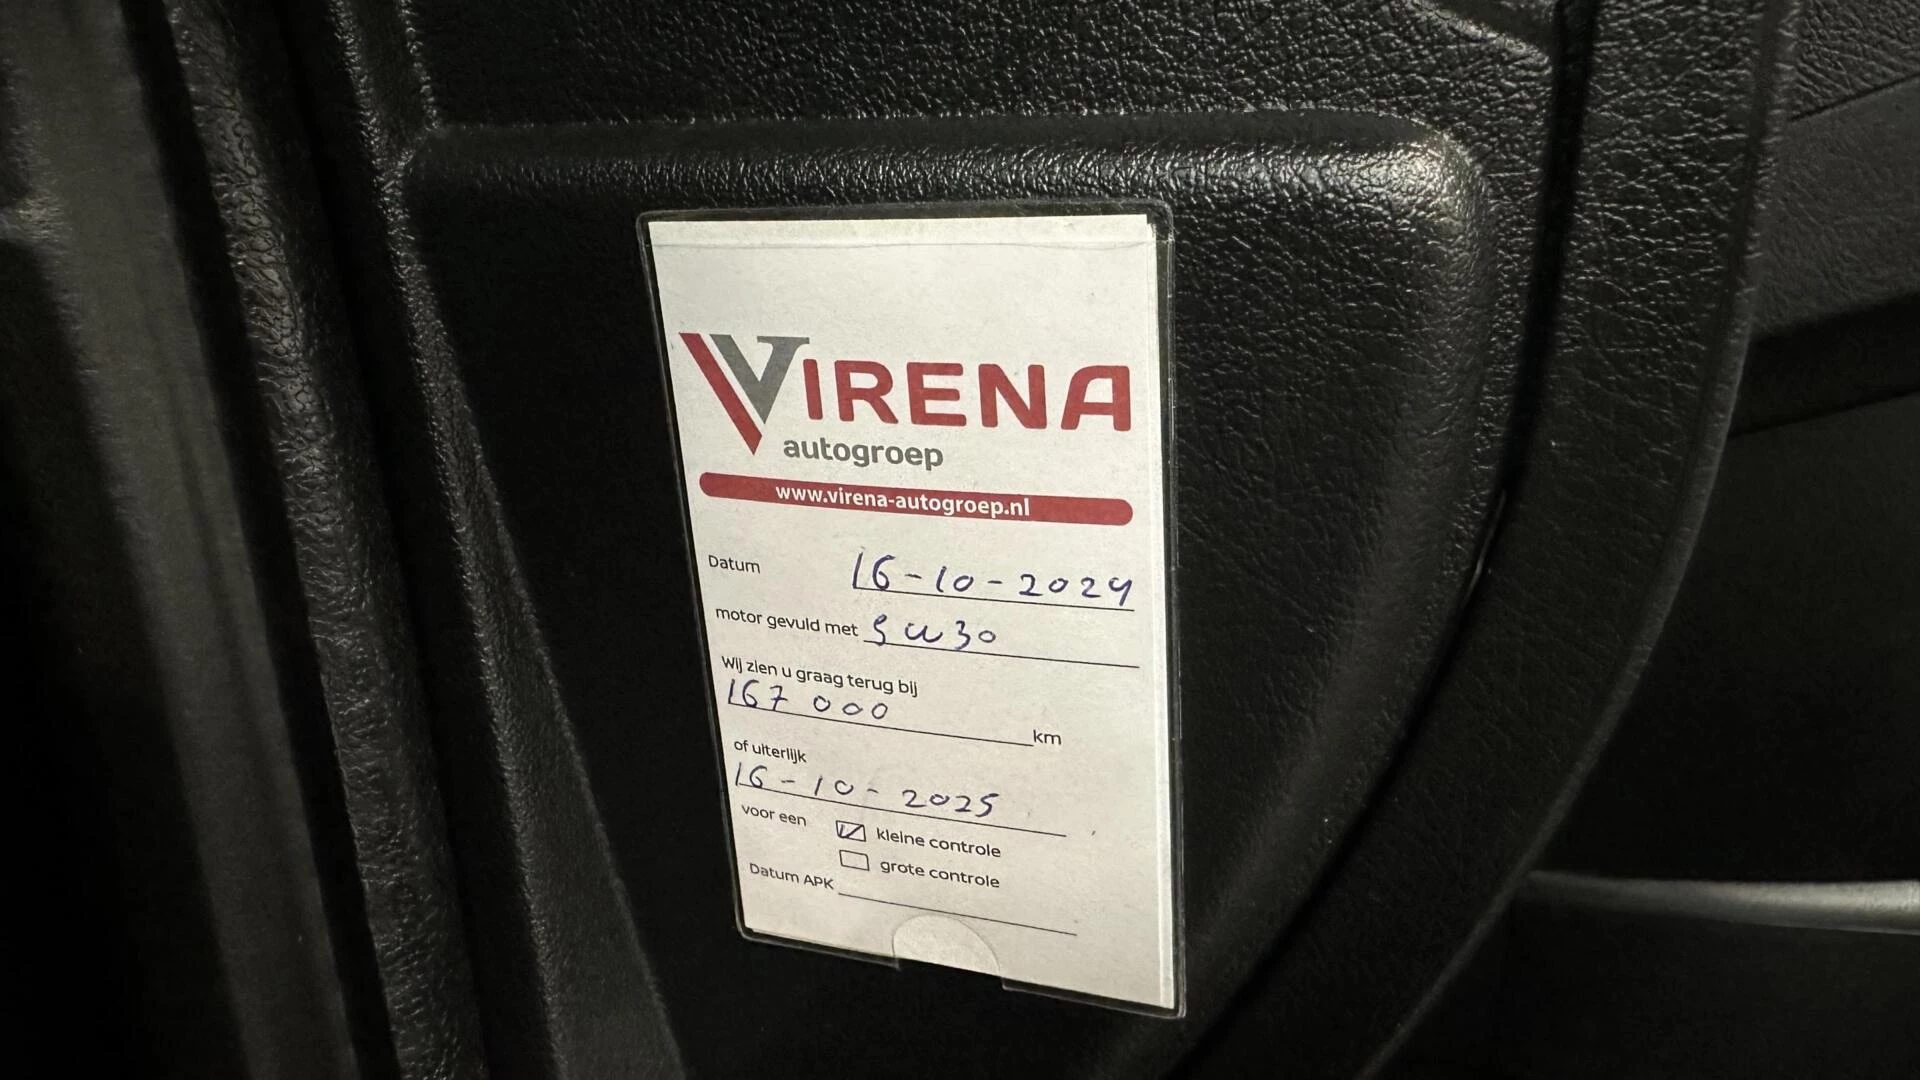 VIRENA
autogroep
www.virena-autogroep.nl
Datum 16-10-2024
motor gevuld met 5w30
Wij zien u graag terug bij
167 000 km
of uiterlijk
16-10-2025
voor een kleine controle
grote controle
Datum APK